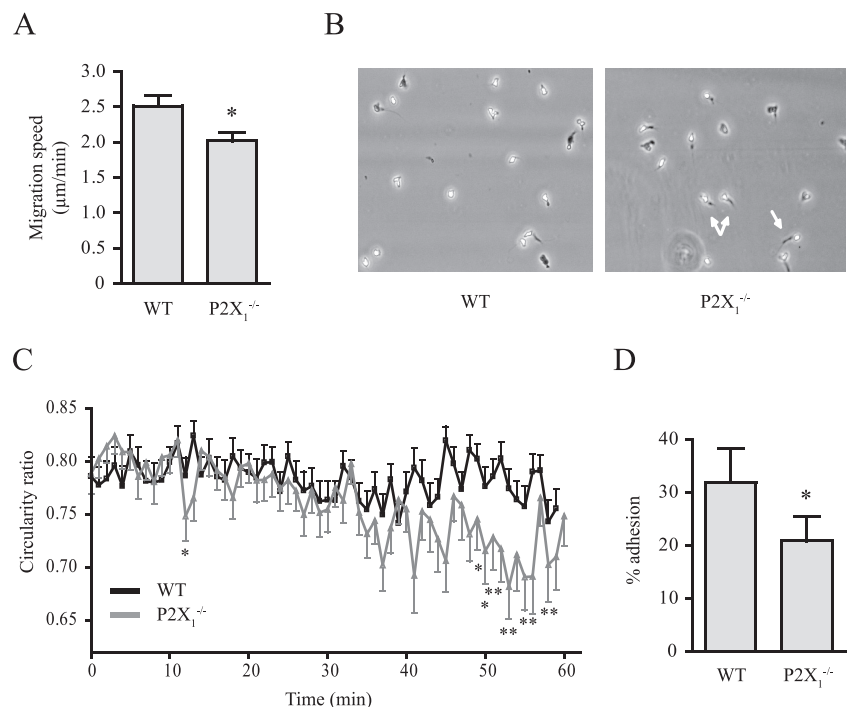 A
B
3.0
2.5
2.0
1.5
1.0
0.5
0
Migration speed
(μm/min)
*
WT
P2X₁⁻/⁻
WT
P2X₁⁻/⁻
C
D
0.85
0.80
0.75
0.70
0.65
Circularity ratio
*
*
*
**
**
**
**
WT
P2X₁⁻/⁻
0
10
20
30
40
50
60
Time (min)
40
30
20
10
0
% adhesion
*
WT
P2X₁⁻/⁻